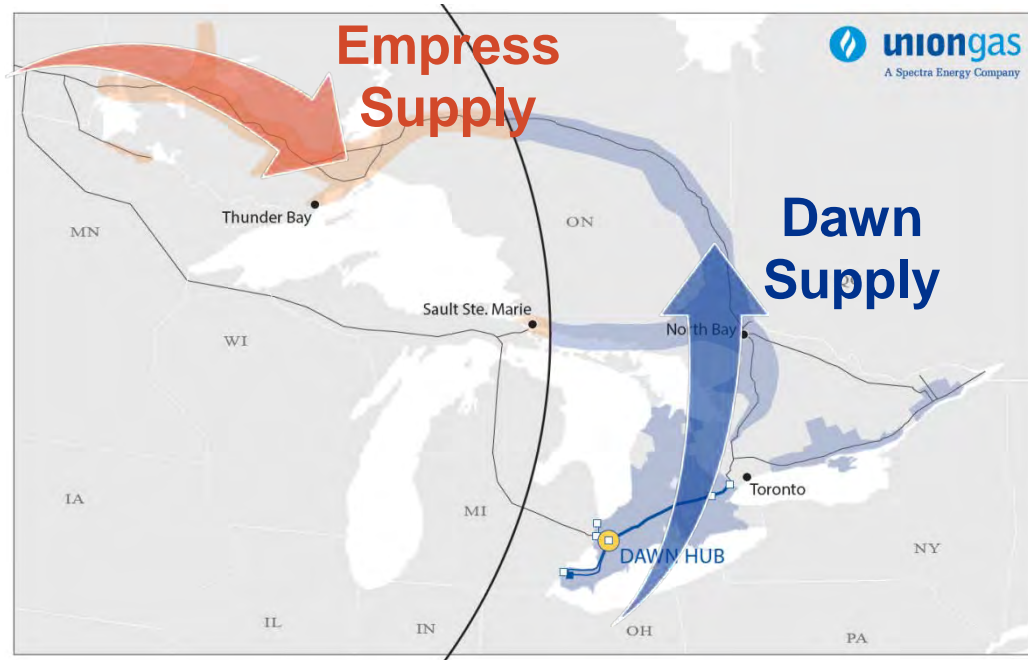 Empress
Supply
uniongas
A Spectra Energy Company
Thunder Bay
MN
ON
Dawn
Supply
Sault Ste. Marie
North Bay
WI
Toronto
IA
MI
DAWN HUB
NY
IL
IN
OH
PA